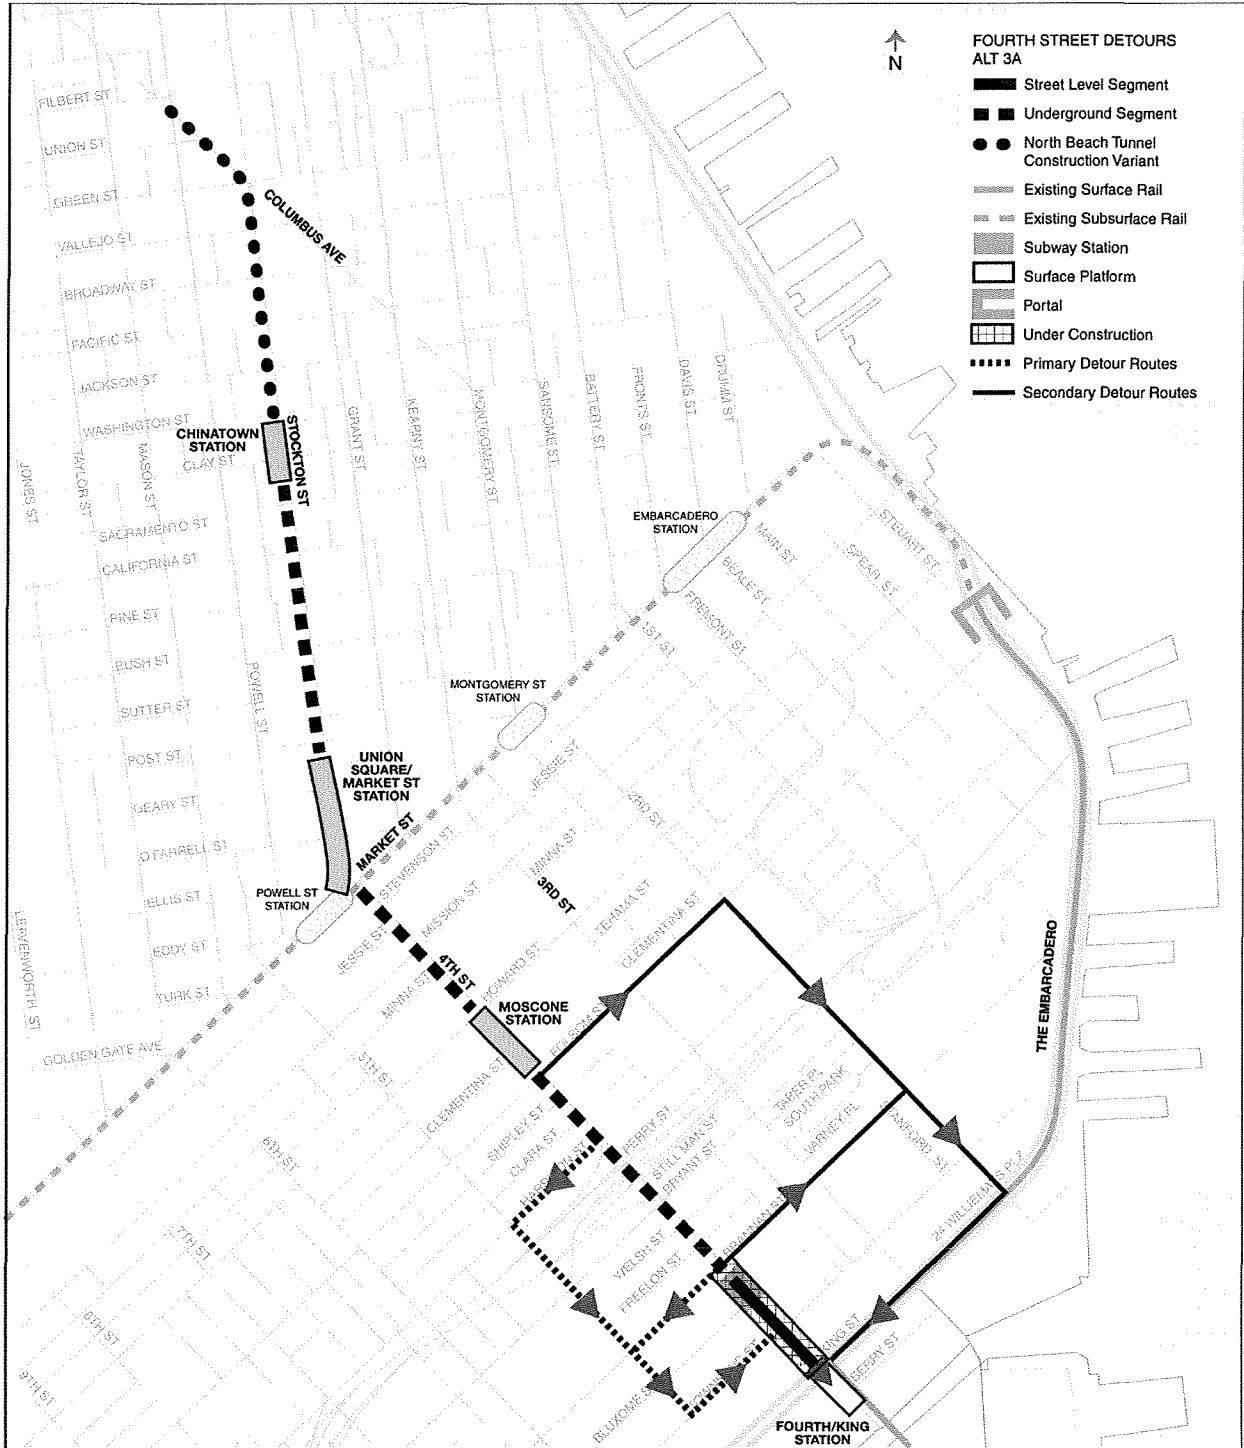 N
FOURTH STREET DETOURS
ALT 3A
Street Level Segment
Underground Segment
North Beach Tunnel
Construction Variant
Existing Surface Rail
Existing Subsurface Rail
Subway Station
Surface Platform
Portal
Under Construction
Primary Detour Routes
Secondary Detour Routes
FILBERT ST
UNION ST
GREEN ST
VALLEJO ST
BROADWAY ST
PACIFIC ST
JACKSON ST
WASHINGTON ST
CLAY ST
SACRAMENTO ST
CALIFORNIA ST
PINE ST
BUSH ST
SUTTER ST
POST ST
GEARY ST
O'FARRELL ST
ELLIS ST
EDDY ST
TURK ST
GOLDEN GATE AVE
COLUMBUS AVE
CHINATOWN
STATION
STOCKTON ST
JONES ST
TAYLOR ST
MASON ST
POWELL ST
LEAVENWORTH ST
GRANT ST
KEARNY ST
MONTGOMERY ST
SANSOME ST
BATTERY ST
FRONTS ST
DAVIS ST
DRUMM ST
EMBARCADERO
STATION
MAIN ST
STEUART ST
SPEAR ST
BEALE ST
FREMONT ST
1ST ST
MONTGOMERY ST
STATION
JESSIE ST
2ND ST
UNION
SQUARE/
MARKET ST
STATION
MARKET ST
STEVENSON ST
POWELL ST
STATION
JESSIE ST
MISSION ST
MINNA ST
MINNA ST
3RD ST
TEHAMA ST
CLEMENTINA ST
4TH ST
HOWARD ST
MOSCONE
STATION
FOLSOM ST
5TH ST
CLEMENTINA ST
SHIPLEY ST
CLARA ST
6TH ST
7TH ST
8TH ST
9TH ST
PERRY ST
STILL MAN ST
BRYANT ST
TABER PL
SOUTH PARK
VARNEY PL
STANFORD ST
24 WILLIE MAYS PLZ
THE EMBARCADERO
WELSH ST
FREELON ST
BRANNAN ST
BLUXOME ST
KING ST
BERRY ST
FOURTH/KING
STATION